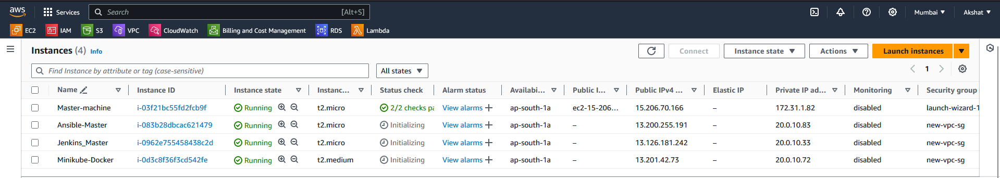 aws Services Search [Alt+S] Mumbai Akshat
EC2 IAM S3 VPC CloudWatch Billing and Cost Management RDS Lambda
Instances (4) Info Connect Instance state Actions Launch instances
Find Instance by attribute or tag (case-sensitive) All states 1
Name Instance ID Instance state Instanc... Status check Alarm status Availabi... Public I... Public IPv4 ... Elastic IP Private IP ad... Monitoring Security group
Master-machine i-03f21bc55fd2fcb9f Running t2.micro 2/2 checks pa View alarms ap-south-1a ec2-15-206... 15.206.70.166 – 172.31.1.82 disabled launch-wizard-1
Ansible-Master i-083b28dbcac621479 Running t2.micro Initializing View alarms ap-south-1a – 13.200.255.191 – 20.0.10.83 disabled new-vpc-sg
Jenkins_Master i-0962e755458438c2d Running t2.micro Initializing View alarms ap-south-1a – 13.126.181.242 – 20.0.10.33 disabled new-vpc-sg
Minikube-Docker i-0d3c8f36f3cd542fe Running t2.medium Initializing View alarms ap-south-1a – 13.201.42.73 – 20.0.10.72 disabled new-vpc-sg